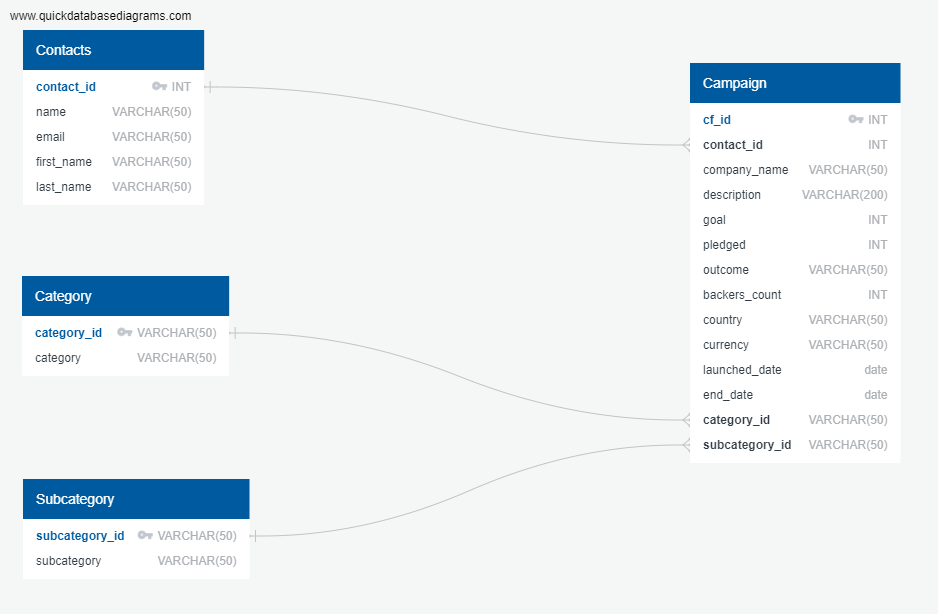 www.quickdatabasediagrams.com
Contacts
contact_id INT
name VARCHAR(50)
email VARCHAR(50)
first_name VARCHAR(50)
last_name VARCHAR(50)
Category
category_id VARCHAR(50)
category VARCHAR(50)
Subcategory
subcategory_id VARCHAR(50)
subcategory VARCHAR(50)
Campaign
cf_id INT
contact_id INT
company_name VARCHAR(50)
description VARCHAR(200)
goal INT
pledged INT
outcome VARCHAR(50)
backers_count INT
country VARCHAR(50)
currency VARCHAR(50)
launched_date date
end_date date
category_id VARCHAR(50)
subcategory_id VARCHAR(50)